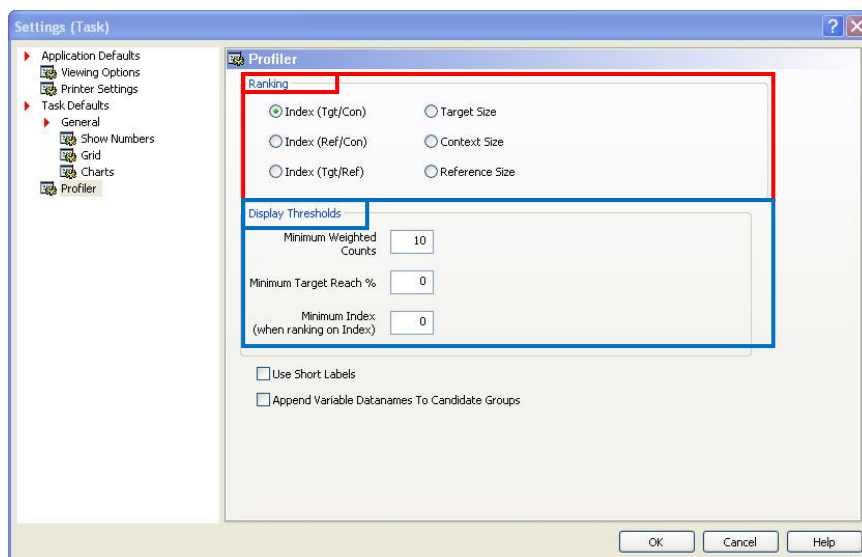 Settings (Task)
Application Defaults
Viewing Options
Printer Settings
Task Defaults
General
Show Numbers
Grid
Charts
Profiler
Profiler
Ranking
Index (Tgt/Con) Target Size
Index (Ref/Con) Context Size
Index (Tgt/Ref) Reference Size
Display Thresholds
Minimum Weighted
Counts 10
Minimum Target Reach % 0
Minimum Index
(when ranking on Index) 0
Use Short Labels
Append Variable Datanames To Candidate Groups
OK Cancel Help